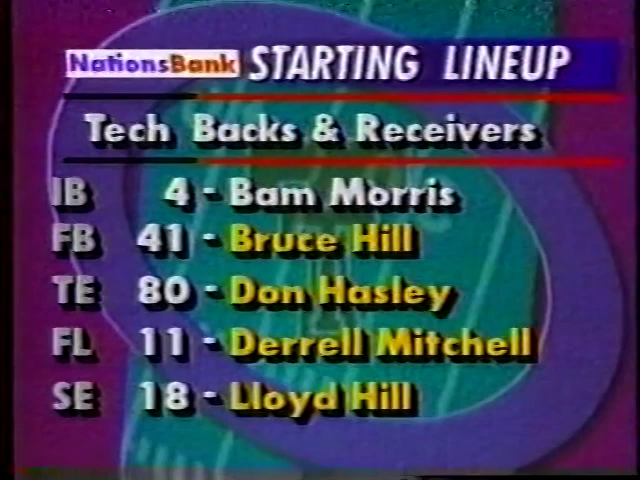 NationsBank STARTING LINEUP
Tech Backs & Receivers
IB 4 - Bam Morris
FB 41 - Bruce Hill
TE 80 - Don Hasley
FL 11 - Derrell Mitchell
SE 18 - Lloyd Hill